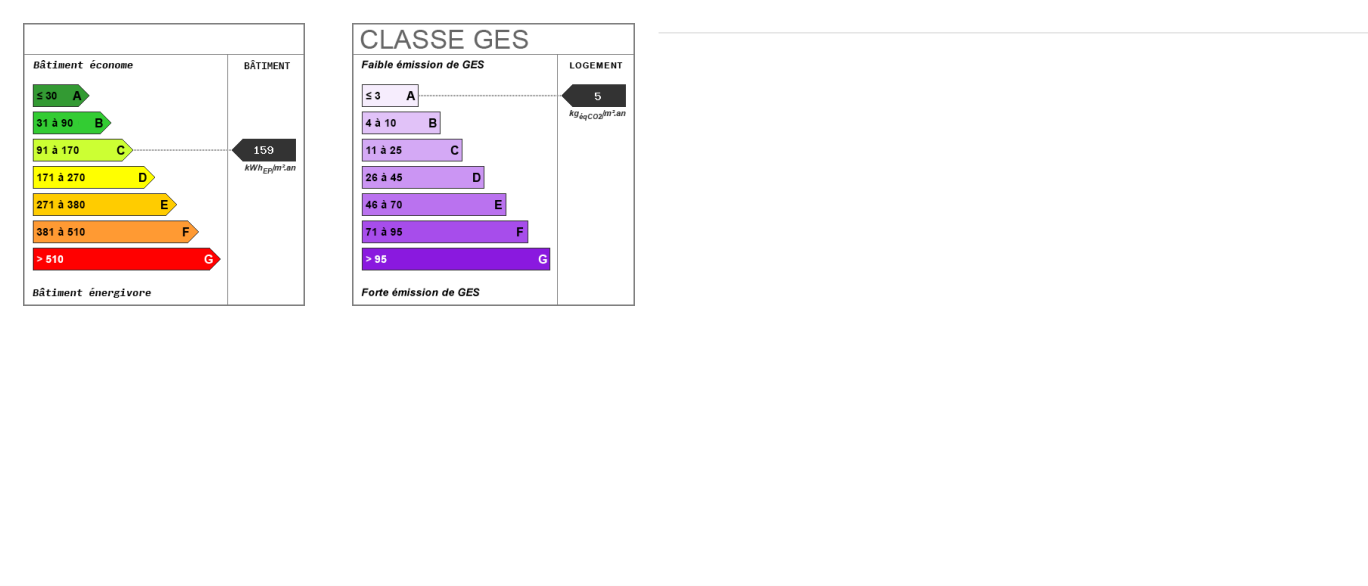 Bâtiment économe
BÂTIMENT
≤ 30 A
31 à 90 B
91 à 170 C
159
kWhEP/m².an
171 à 270 D
271 à 380 E
381 à 510 F
> 510 G
Bâtiment énergivore
CLASSE GES
Faible émission de GES
LOGEMENT
≤ 3 A
5
kgéqCO2/m².an
4 à 10 B
11 à 25 C
26 à 45 D
46 à 70 E
71 à 95 F
> 95 G
Forte émission de GES